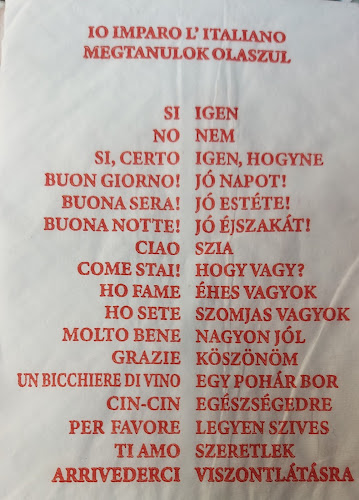 IO IMPARO L' ITALIANO
MEGTANULOK OLASZUL
SI IGEN
NO NEM
SI, CERTO IGEN, HOGYNE
BUON GIORNO! JÓ NAPOT!
BUONA SERA! JÓ ESTÉTE!
BUONA NOTTE! JÓ ÉJSZAKÁT!
CIAO SZIA
COME STAI! HOGY VAGY?
HO FAME ÉHES VAGYOK
HO SETE SZOMJAS VAGYOK
MOLTO BENE NAGYON JÓL
GRAZIE KÖSZÖNÖM
UN BICCHIERE DI VINO EGY POHÁR BOR
CIN-CIN EGÉSZSÉGEDRE
PER FAVORE LEGYEN SZIVES
TI AMO SZERETLEK
ARRIVEDERCI VISZONTLÁTÁSRA